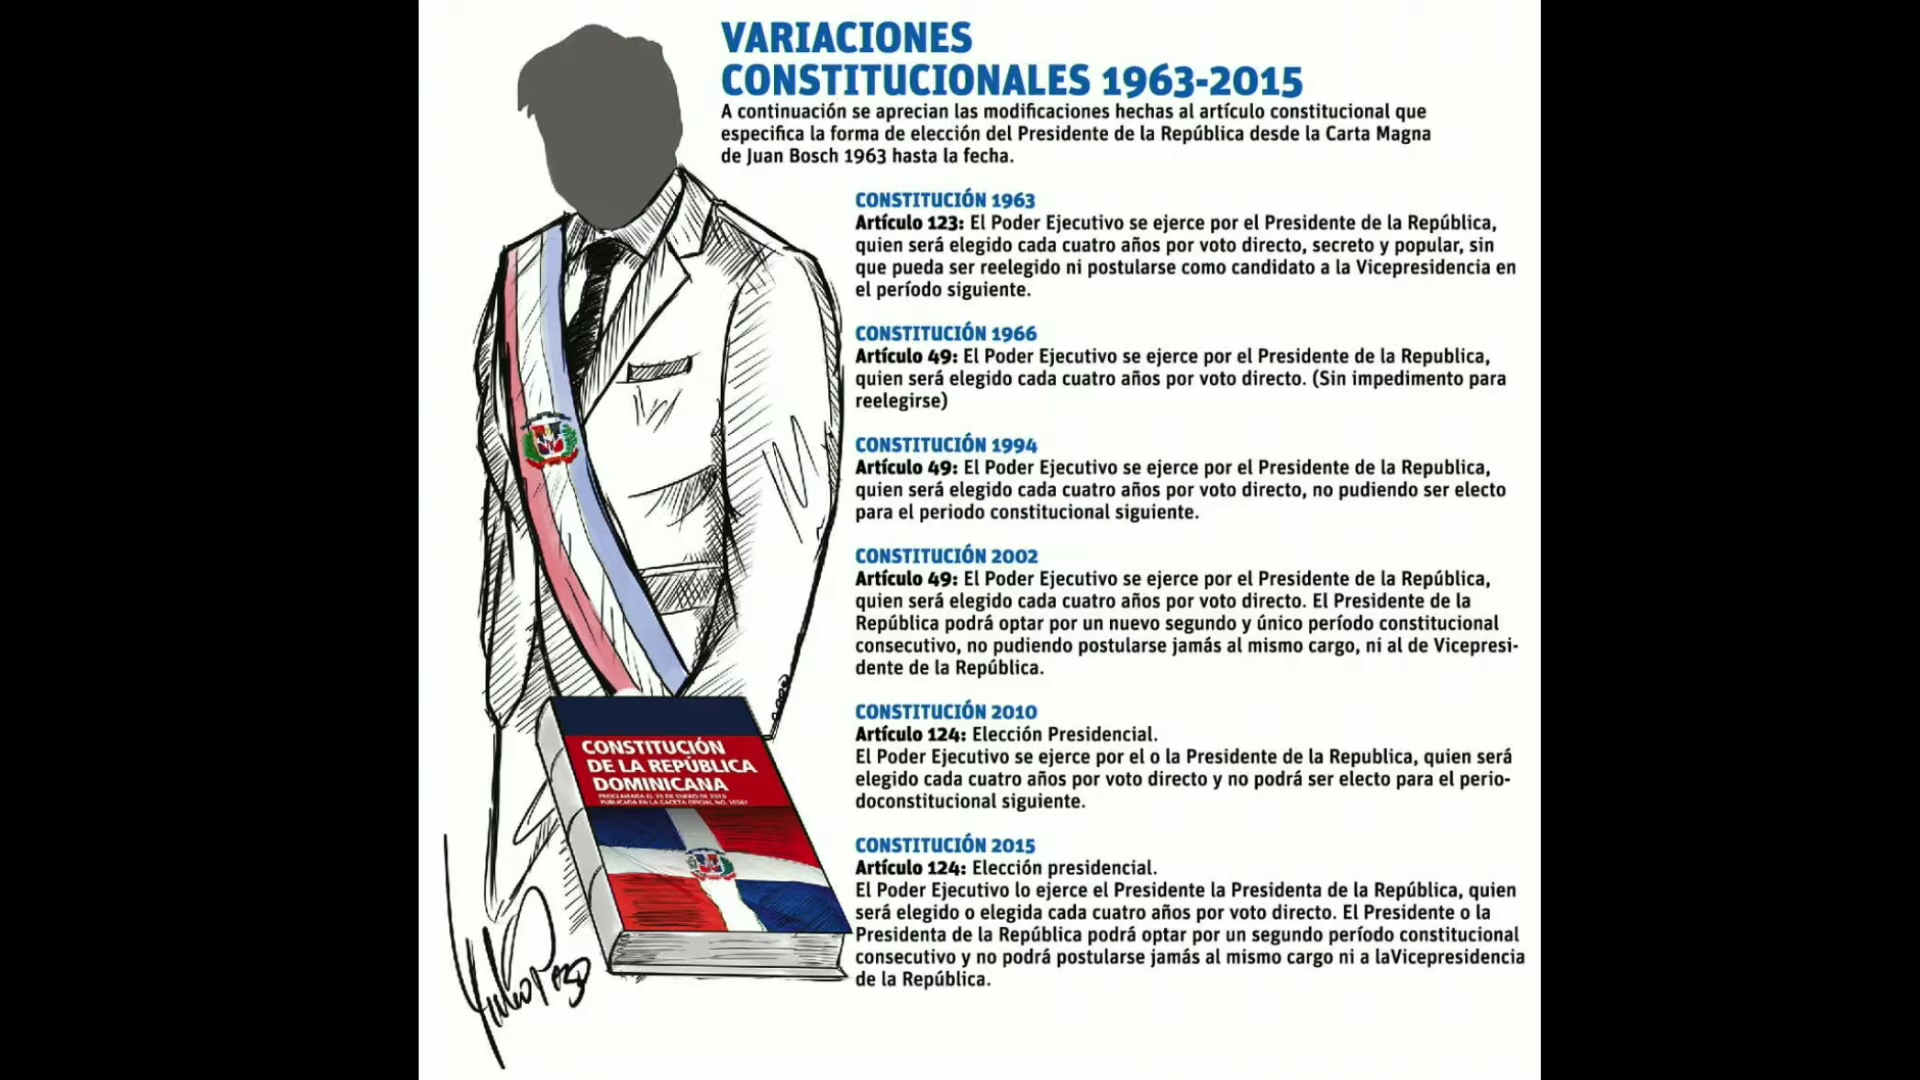 VARIACIONES
CONSTITUCIONALES 1963-2015
A continuación se aprecian las modificaciones hechas al artículo constitucional que
especifica la forma de elección del Presidente de la República desde la Carta Magna
de Juan Bosch 1963 hasta la fecha.
CONSTITUCIÓN 1963
Artículo 123: El Poder Ejecutivo se ejerce por el Presidente de la República,
quien será elegido cada cuatro años por voto directo, secreto y popular, sin
que pueda ser reelegido ni postularse como candidato a la Vicepresidencia en
el período siguiente.
CONSTITUCIÓN 1966
Artículo 49: El Poder Ejecutivo se ejerce por el Presidente de la Republica,
quien será elegido cada cuatro años por voto directo. (Sin impedimento para
reelegirse)
CONSTITUCIÓN 1994
Artículo 49: El Poder Ejecutivo se ejerce por el Presidente de la Republica,
quien será elegido cada cuatro años por voto directo, no pudiendo ser electo
para el periodo constitucional siguiente.
CONSTITUCIÓN 2002
Artículo 49: El Poder Ejecutivo se ejerce por el Presidente de la República,
quien será elegido cada cuatro años por voto directo. El Presidente de la
República podrá optar por un nuevo segundo y único período constitucional
consecutivo, no pudiendo postularse jamás al mismo cargo, ni al de Vicepresi-
dente de la República.
CONSTITUCIÓN 2010
Artículo 124: Elección Presidencial.
El Poder Ejecutivo se ejerce por el o la Presidente de la Republica, quien será
elegido cada cuatro años por voto directo y no podrá ser electo para el perio-
doconstitucional siguiente.
CONSTITUCIÓN 2015
Artículo 124: Elección presidencial.
El Poder Ejecutivo lo ejerce el Presidente la Presidenta de la República, quien
será elegido o elegida cada cuatro años por voto directo. El Presidente o la
Presidenta de la República podrá optar por un segundo período constitucional
consecutivo y no podrá postularse jamás al mismo cargo ni a laVicepresidencia
de la República.
CONSTITUCIÓN
DE LA REPÚBLICA
DOMINICANA